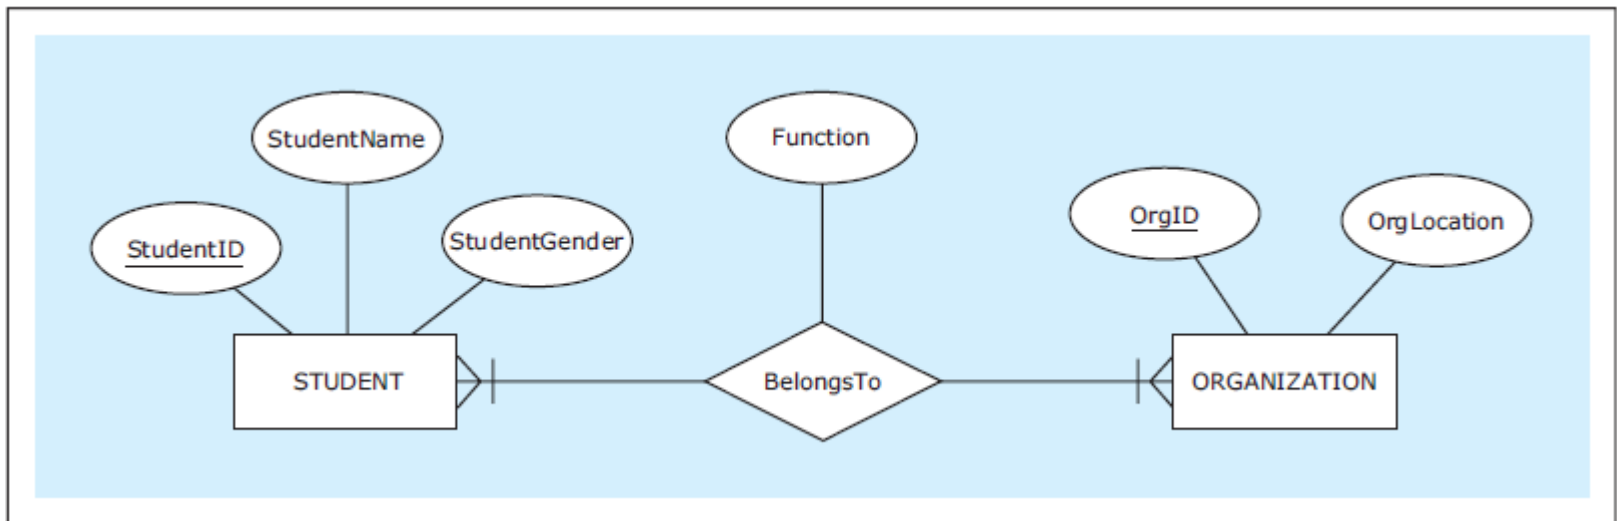 StudentName
Function
StudentID
StudentGender
OrgID
OrgLocation
STUDENT
BelongsTo
ORGANIZATION